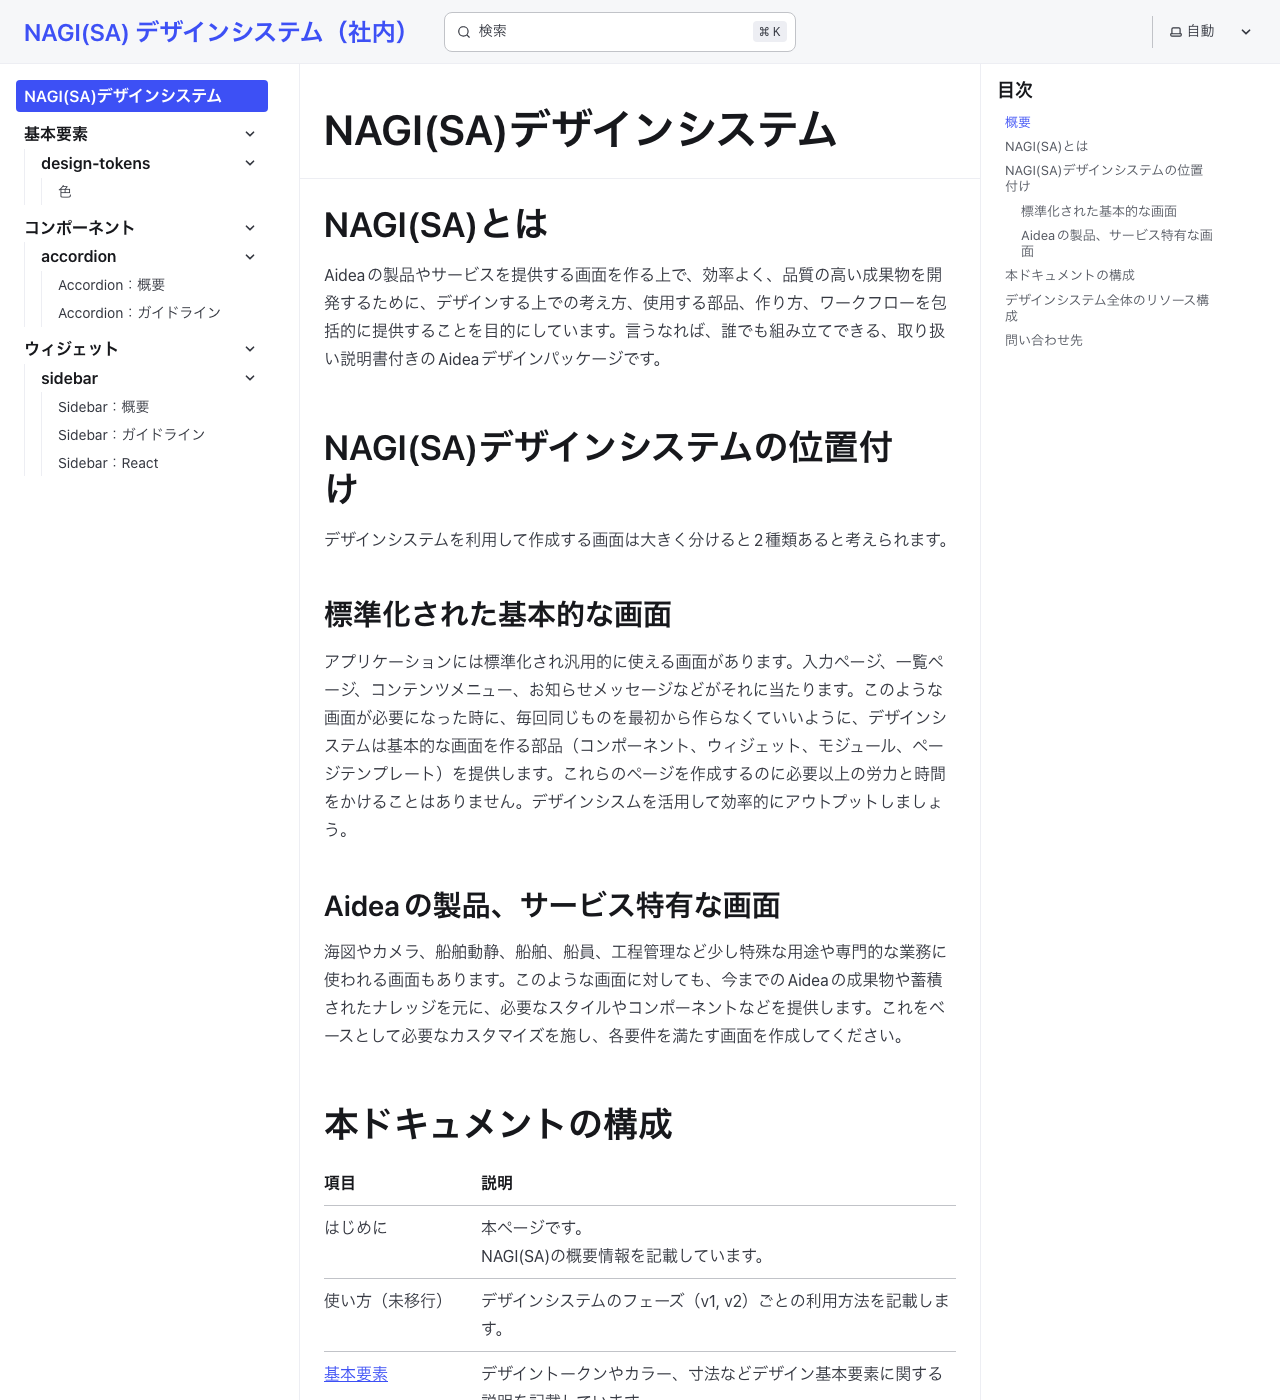 NAGI(SA) デザインシステム（社内）
検索
⌘ K
自動
NAGI(SA)デザインシステム
基本要素
design-tokens
色
コンポーネント
accordion
Accordion：概要
Accordion：ガイドライン
ウィジェット
sidebar
Sidebar：概要
Sidebar：ガイドライン
Sidebar：React
NAGI(SA)デザインシステム
NAGI(SA)とは
Aideaの製品やサービスを提供する画面を作る上で、効率よく、品質の高い成果物を開
発するために、デザインする上での考え方、使用する部品、作り方、ワークフローを包
括的に提供することを目的にしています。言うなれば、誰でも組み立てできる、取り扱
い説明書付きのAideaデザインパッケージです。
NAGI(SA)デザインシステムの位置付
け
デザインシステムを利用して作成する画面は大きく分けると2種類あると考えられます。
標準化された基本的な画面
アプリケーションには標準化され汎用的に使える画面があります。入力ページ、一覧ペ
ージ、コンテンツメニュー、お知らせメッセージなどがそれに当たります。このような
画面が必要になった時に、毎回同じものを最初から作らなくていいように、デザインシ
ステムは基本的な画面を作る部品（コンポーネント、ウィジェット、モジュール、ペー
ジテンプレート）を提供します。これらのページを作成するのに必要以上の労力と時間
をかけることはありません。デザインシスムを活用して効率的にアウトプットしましょ
う。
Aideaの製品、サービス特有な画面
海図やカメラ、船舶動静、船舶、船員、工程管理など少し特殊な用途や専門的な業務に
使われる画面もあります。このような画面に対しても、今までのAideaの成果物や蓄積
されたナレッジを元に、必要なスタイルやコンポーネントなどを提供します。これをベ
ースとして必要なカスタマイズを施し、各要件を満たす画面を作成してください。
本ドキュメントの構成
項目 説明
はじめに 本ページです。
NAGI(SA)の概要情報を記載しています。
使い方（未移行） デザインシステムのフェーズ（v1, v2）ごとの利用方法を記載しま
す。
基本要素 デザイントークンやカラー、寸法などデザイン基本要素に関する
説明を記載しています。
目次
概要
NAGI(SA)とは
NAGI(SA)デザインシステムの位置
付け
標準化された基本的な画面
Aideaの製品、サービス特有な画
面
本ドキュメントの構成
デザインシステム全体のリソース構
成
問い合わせ先